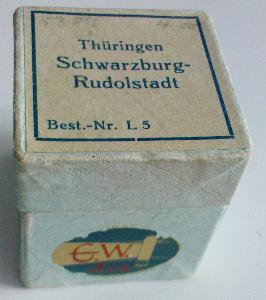 Thüringen
Schwarzburg-
Rudolstadt
Best.-Nr. L 5
E.W.